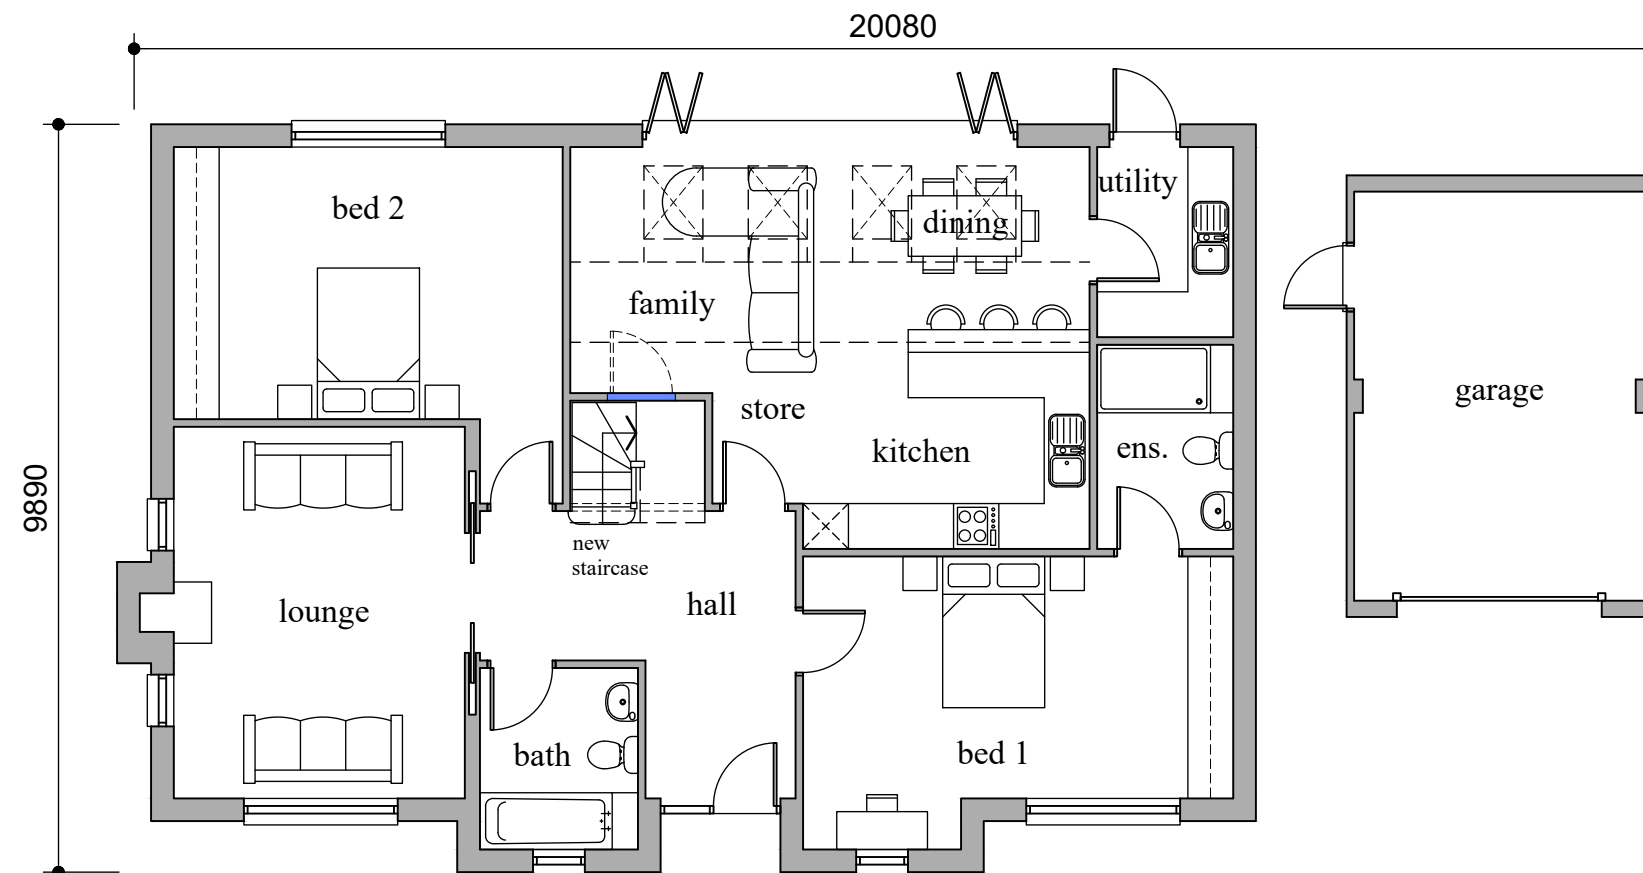 20080
bed 2
utility
dining
family
garage
store
kitchen
ens.
9890
new
staircase
lounge
hall
bath
bed 1